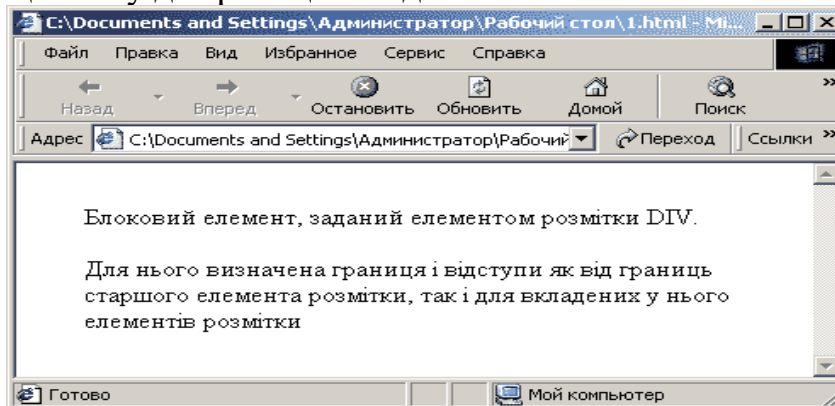 C:\Documents and Settings\Администратор\Рабочий стол\1.html - Mi...
Файл Правка Вид Избранное Сервис Справка
Назад Вперед Остановить Обновить Домой Поиск »
Адрес C:\Documents and Settings\Администратор\Рабочий Переход Ссылки »
Блоковий елемент, заданий елементом розмітки DIV.
Для нього визначена границя і відступи як від границь
старшого елемента розмітки, так і для вкладених у нього
елементів розмітки
Готово Мой компьютер